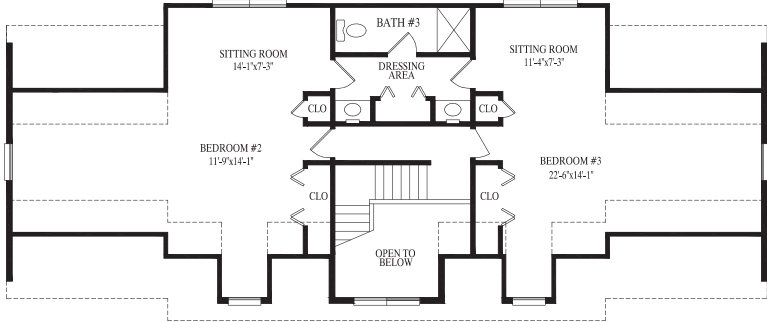 BATH #3
SITTING ROOM
14'-1"x7'-3"
SITTING ROOM
11'-4"x7'-3"
DRESSING
AREA
CLO
CLO
BEDROOM #2
11'-9"x14'-1"
BEDROOM #3
22'-6"x14'-1"
CLO
CLO
OPEN TO
BELOW